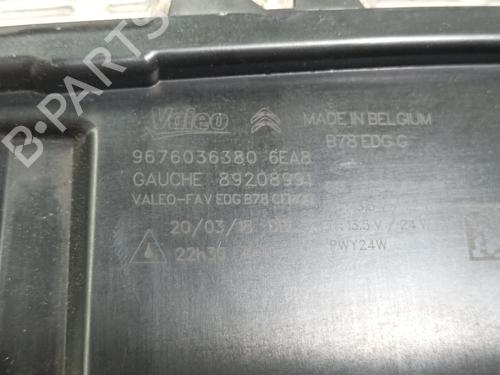 Valeo MADE IN BELGIUM
B78 EDG G
9676036380 6EAB
GAUCHE 89208991
VALEO-FAV EDG B78
20/03/18
13.5 V / 24
22h30 PWY24W
B-PARTS